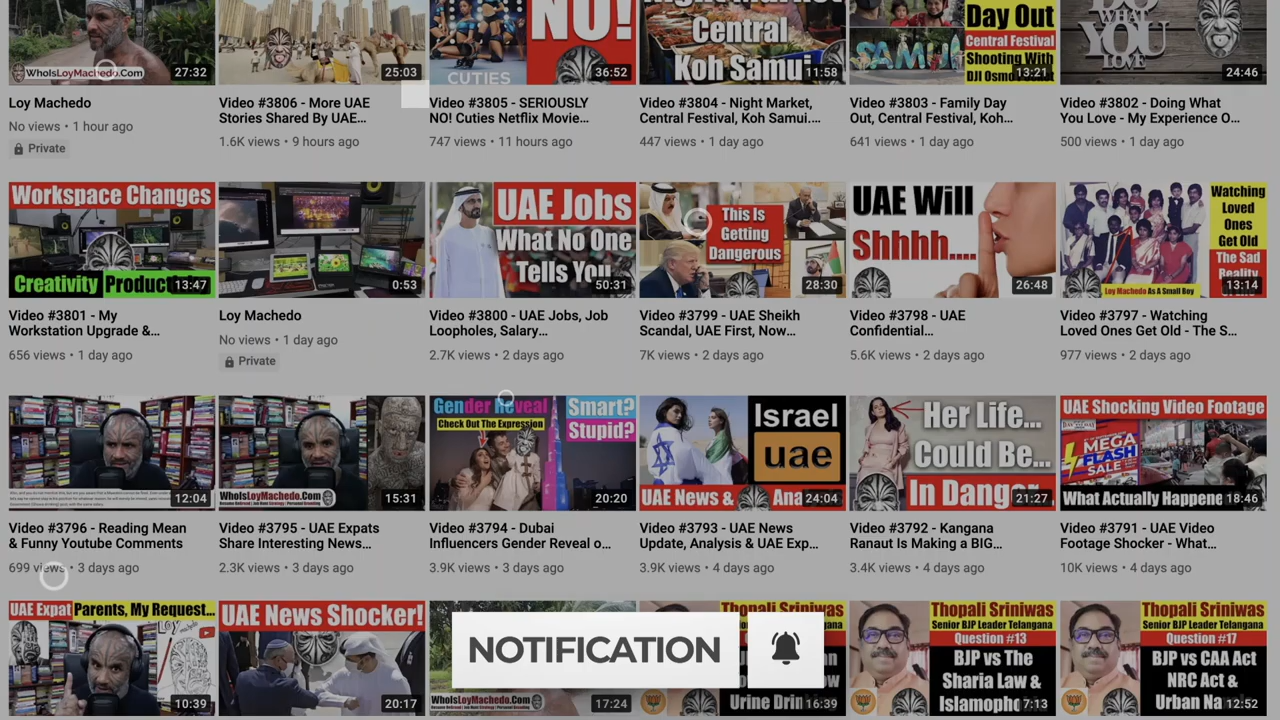 NO!
Night Market
Central
Koh Samui
Day Out
Central Festival
Shooting With
DJI Osmo
SAMUI
DO
WHAT
YOU
LOVE
WhoIsLoyMachedo.Com
CUTIES
27:32
25:03
36:52
11:58
13:21
24:46
Loy Machedo
No views • 1 hour ago
Private
Video #3806 - More UAE
Stories Shared By UAE...
1.6K views • 9 hours ago
Video #3805 - SERIOUSLY
NO! Cuties Netflix Movie...
747 views • 11 hours ago
Video #3804 - Night Market,
Central Festival, Koh Samui....
447 views • 1 day ago
Video #3803 - Family Day
Out, Central Festival, Koh...
641 views • 1 day ago
Video #3802 - Doing What
You Love - My Experience O...
500 views • 1 day ago
Workspace Changes
Creativity
13:47
0:53
UAE Jobs
What No One
Tells You
50:31
This Is
Getting
Dangerous
28:30
UAE Will
Shhhh....
26:48
Watching
Loved
Ones
Get Old
The Sad
Reality
Loy Machedo As A Small Boy
13:14
Video #3801 - My
Workstation Upgrade &...
656 views • 1 day ago
Loy Machedo
No views • 1 day ago
Private
Video #3800 - UAE Jobs, Job
Loopholes, Salary...
2.7K views • 2 days ago
Video #3799 - UAE Sheikh
Scandal, UAE First, Now...
7K views • 2 days ago
Video #3798 - UAE
Confidential...
5.6K views • 2 days ago
Video #3797 - Watching
Loved Ones Get Old - The S...
977 views • 2 days ago
12:04
WhoIsLoyMachedo.Com
15:31
Gender Reveal
Check Out The Expression
Smart?
Stupid?
20:20
Israel
uae
UAE News &
24:04
Her Life...
Could Be...
In Danger
21:27
UAE Shocking Video Footage
MEGA
FLASH
SALE
What Actually Happene
18:46
Video #3796 - Reading Mean
& Funny Youtube Comments
699 views • 3 days ago
Video #3795 - UAE Expats
Share Interesting News...
2.3K views • 3 days ago
Video #3794 - Dubai
Influencers Gender Reveal o...
3.9K views • 3 days ago
Video #3793 - UAE News
Update, Analysis & UAE Exp...
3.9K views • 4 days ago
Video #3792 - Kangana
Ranaut Is Making a BIG...
3.4K views • 4 days ago
Video #3791 - UAE Video
Footage Shocker - What...
10K views • 4 days ago
UAE Expat Parents, My Request...
10:39
UAE News Shocker!
20:17
WhoIsLoyMachedo.Com
17:24
NOTIFICATION
Thopali Sriniwas
Urine Drin
16:39
Thopali Sriniwas
Senior BJP Leader Telangana
Question #13
BJP vs The
Sharia Law &
Islamopho
7:13
Thopali Sriniwas
Senior BJP Leader Telangana
Question #17
BJP vs CAA Act
NRC Act &
Urban Na
12:52